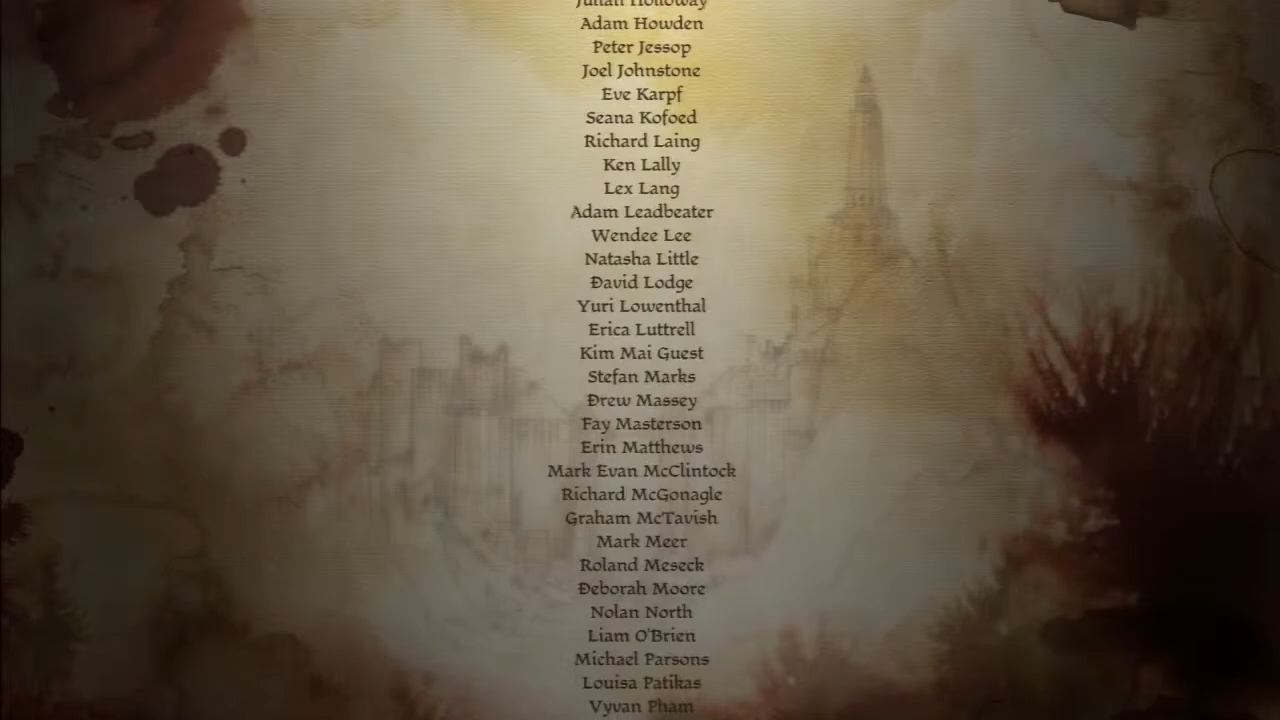 Julian Holloway
Adam Howden
Peter Jessop
Joel Johnstone
Eve Karpf
Seana Kofoed
Richard Laing
Ken Lally
Lex Lang
Adam Leadbeater
Wendee Lee
Natasha Little
David Lodge
Yuri Lowenthal
Erica Luttrell
Kim Mai Guest
Stefan Marks
Drew Massey
Fay Masterson
Erin Matthews
Mark Evan McClintock
Richard McGonagle
Graham McTavish
Mark Meer
Roland Meseck
Deborah Moore
Nolan North
Liam O'Brien
Michael Parsons
Louisa Patikas
Vyvan Pham